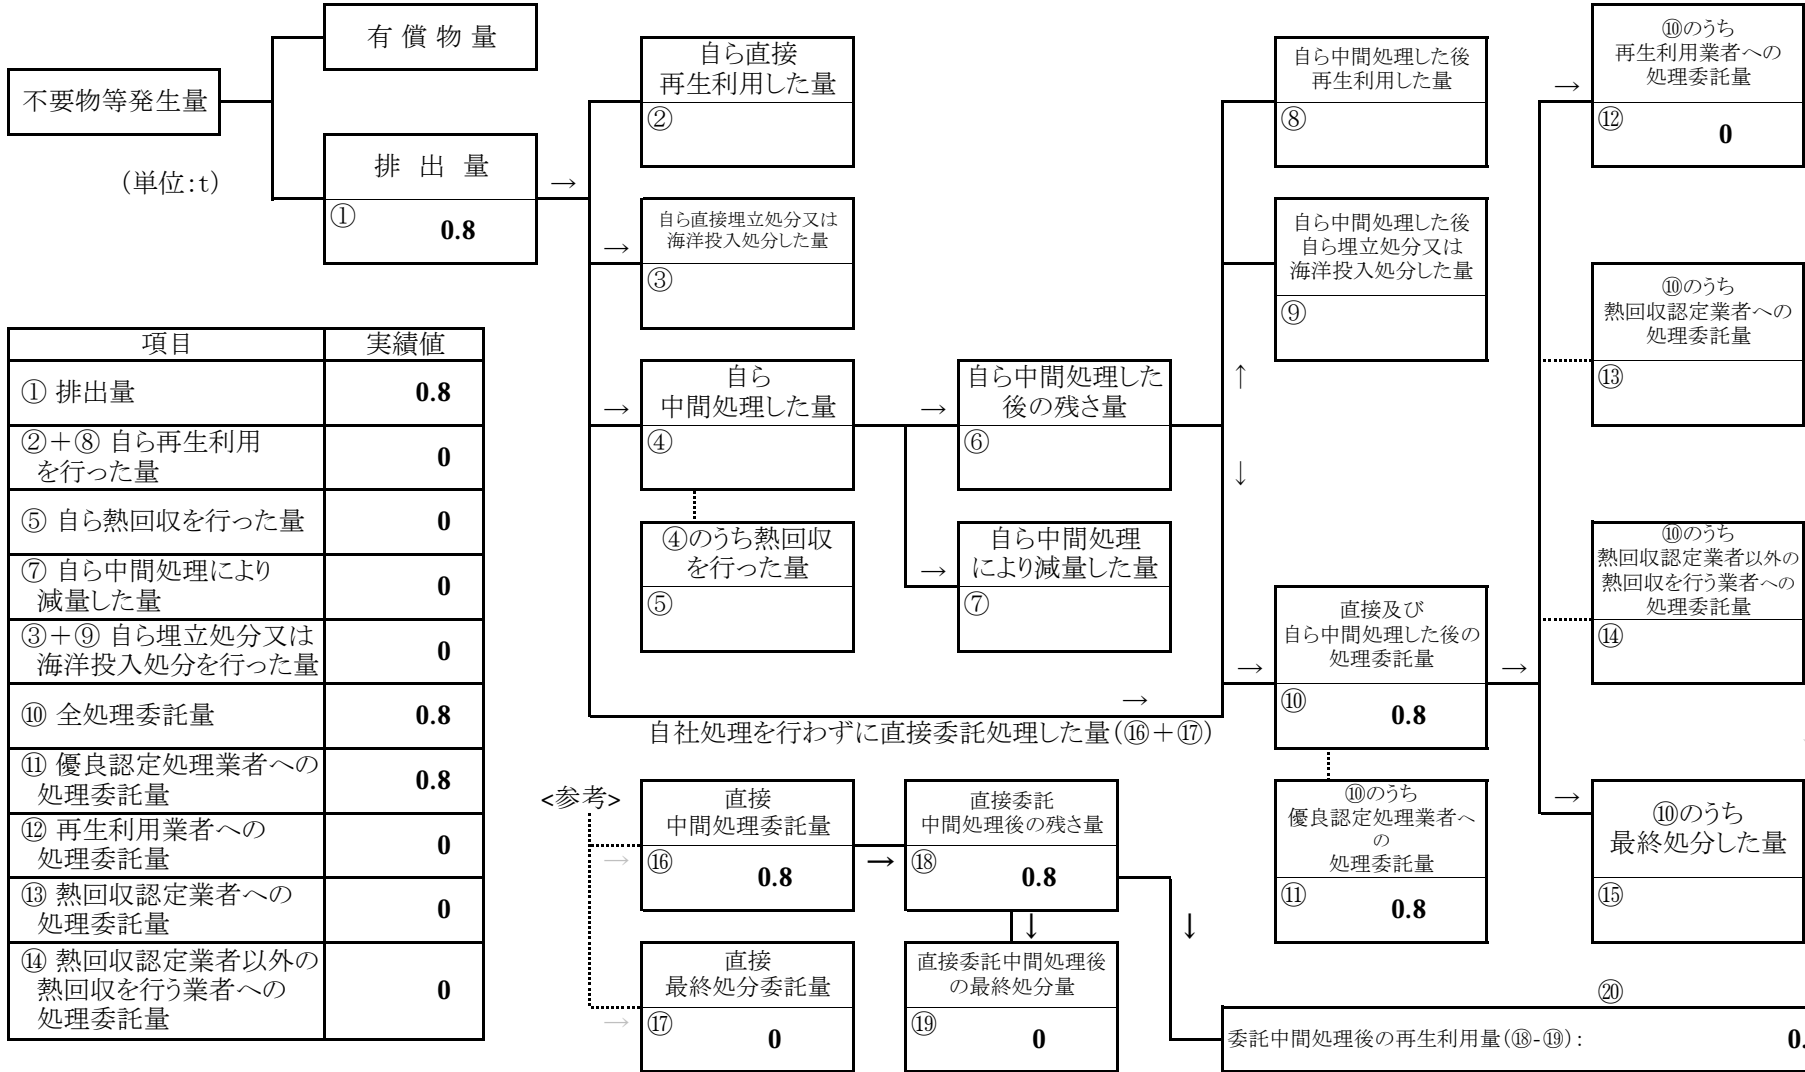 不要物等発生量
有 償 物 量
排 出 量
① 0.8
(単位:t)
→
自ら直接
再生利用した量
②
→
自ら直接埋立処分又は
海洋投入処分した量
③
→
自ら
中間処理した量
④
④のうち熱回収
を行った量
⑤
→
自ら中間処理した
後の残さ量
⑥
→
自ら中間処理
により減量した量
⑦
自ら中間処理した後
再生利用した量
⑧
自ら中間処理した後
自ら埋立処分又は
海洋投入処分した量
⑨
↑
↓
→
直接及び
自ら中間処理した後の
処理委託量
⑩ 0.8
→
⑩のうち
優良認定処理業者へ
の
処理委託量
⑪ 0.8
→
⑩のうち
再生利用業者への
処理委託量
⑫ 0
⑩のうち
熱回収認定業者への
処理委託量
⑬
⑩のうち
熱回収認定業者以外の
熱回収を行う業者への
処理委託量
⑭
→
⑩のうち
最終処分した量
⑮
→
自社処理を行わずに直接委託処理した量(⑯+⑰)
項目 実績値
① 排出量 0.8
②+⑧ 自ら再生利用
を行った量 0
⑤ 自ら熱回収を行った量 0
⑦ 自ら中間処理により
減量した量 0
③+⑨ 自ら埋立処分又は
海洋投入処分を行った量 0
⑩ 全処理委託量 0.8
⑪ 優良認定処理業者への
処理委託量 0.8
⑫ 再生利用業者への
処理委託量 0
⑬ 熱回収認定業者への
処理委託量 0
⑭ 熱回収認定業者以外の
熱回収を行う業者への
処理委託量 0
<参考>
→
直接
中間処理委託量
⑯ 0.8
→
直接委託
中間処理後の残さ量
⑱ 0.8
↓
↓
→
直接
最終処分委託量
⑰ 0
直接委託中間処理後
の最終処分量
⑲ 0
⑳
委託中間処理後の再生利用量(⑱-⑲): 0.